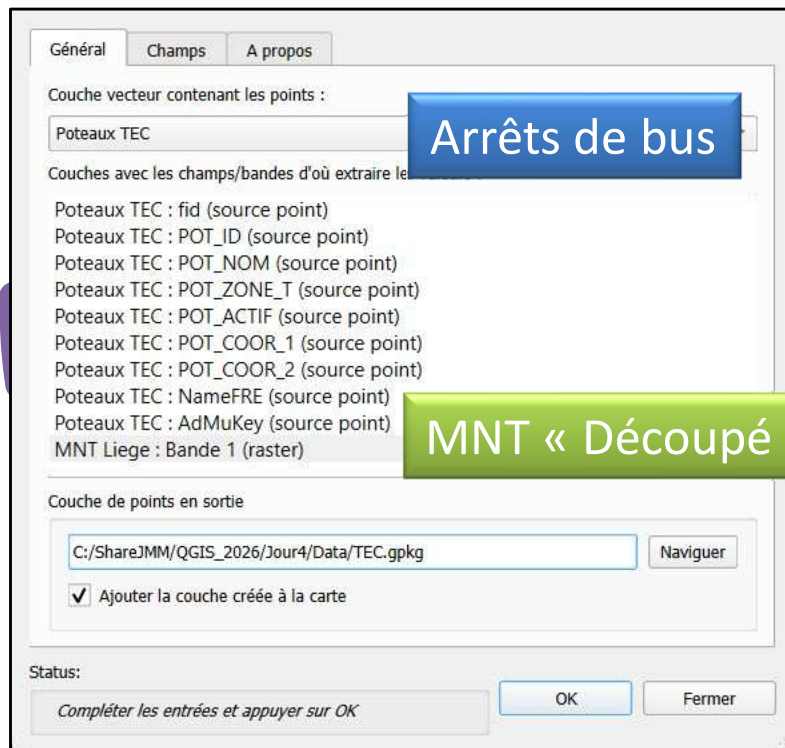 Général Champs A propos
Couche vecteur contenant les points :
Poteaux TEC
Arrêts de bus
Couches avec les champs/bandes d'où extraire
Poteaux TEC : fid (source point)
Poteaux TEC : POT_ID (source point)
Poteaux TEC : POT_NOM (source point)
Poteaux TEC : POT_ZONE_T (source point)
Poteaux TEC : POT_ACTIF (source point)
Poteaux TEC : POT_COOR_1 (source point)
Poteaux TEC : POT_COOR_2 (source point)
Poteaux TEC : NameFRE (source point)
Poteaux TEC : AdMuKey (source point)
MNT Liege : Bande 1 (raster)
MNT « Découpé
Couche de points en sortie
C:/ShareJMM/QGIS_2026/Jour4/Data/TEC.gpkg Naviguer
Ajouter la couche créée à la carte
Status:
Compléter les entrées et appuyer sur OK
OK Fermer